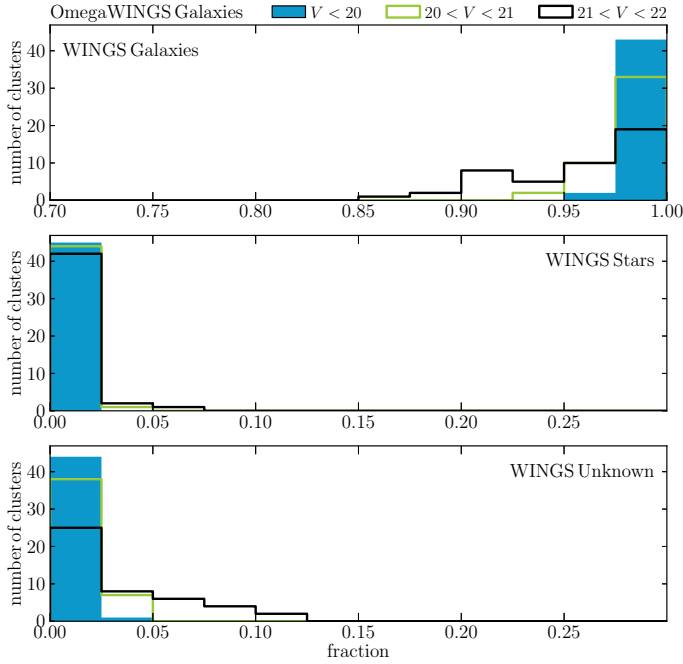 OmegaWINGS Galaxies V < 20 20 < V < 21 21 < V < 22
WINGS Galaxies
number of clusters
40
30
20
10
0
0.70 0.75 0.80 0.85 0.90 0.95 1.00
WINGS Stars
number of clusters
40
30
20
10
0
0.00 0.05 0.10 0.15 0.20 0.25
WINGS Unknown
number of clusters
40
30
20
10
0
0.00 0.05 0.10 0.15 0.20 0.25
fraction